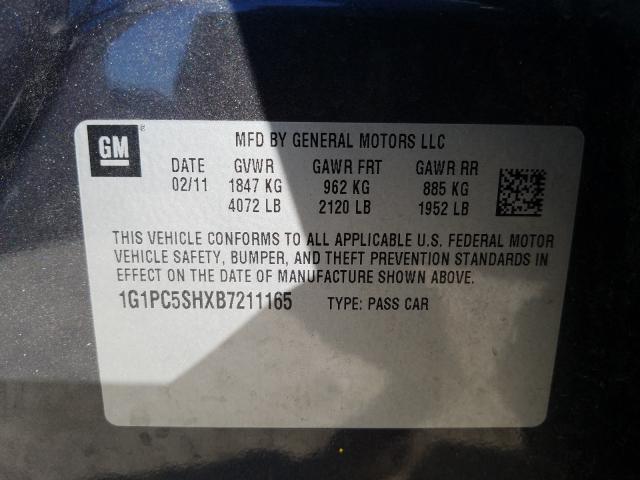 GM
MFD BY GENERAL MOTORS LLC
DATE GVWR GAWR FRT GAWR RR
02/11 1847 KG 962 KG 885 KG
4072 LB 2120 LB 1952 LB
THIS VEHICLE CONFORMS TO ALL APPLICABLE U.S. FEDERAL MOTOR
VEHICLE SAFETY, BUMPER, AND THEFT PREVENTION STANDARDS IN
EFFECT ON THE DATE OF MANUFACTURE SHOWN ABOVE.
1G1PC5SHXB7211165 TYPE: PASS CAR